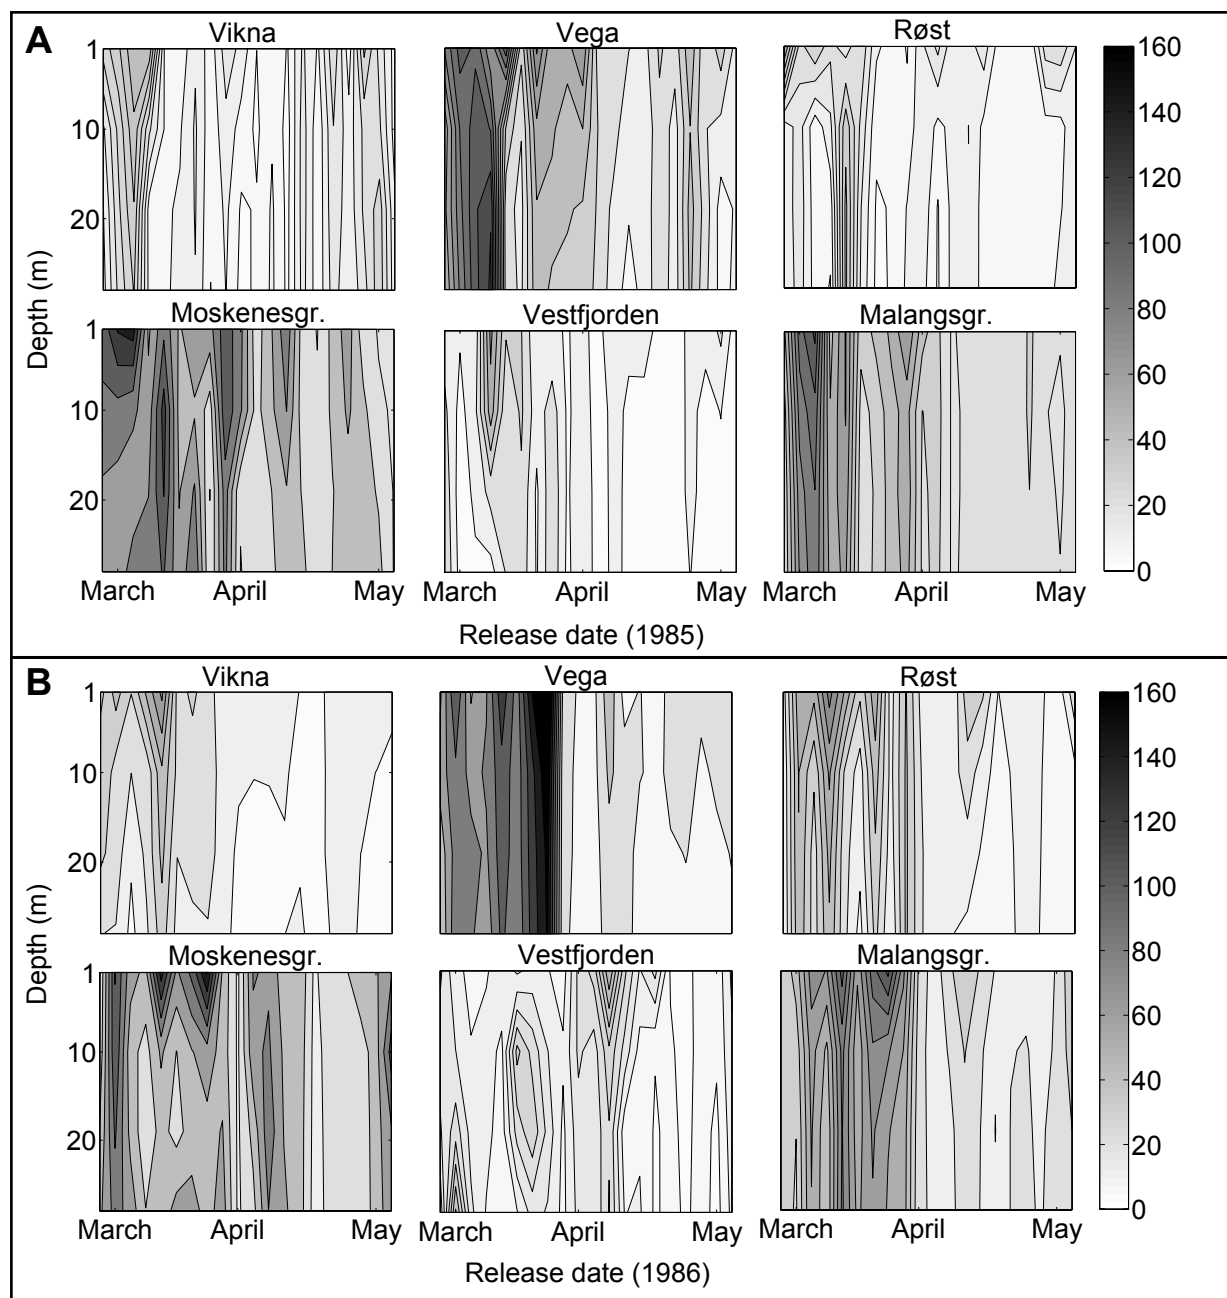 A
Vikna Vega Røst
1 10 20
160 140 120 100 80 60 40 20 0
Depth (m)
Moskenesgr. Vestfjorden Malangsgr.
1 10 20
March April May March April May March April May
Release date (1985)
B
Vikna Vega Røst
1 10 20
160 140 120 100 80 60 40 20 0
Depth (m)
Moskenesgr. Vestfjorden Malangsgr.
1 10 20
March April May March April May March April May
Release date (1986)